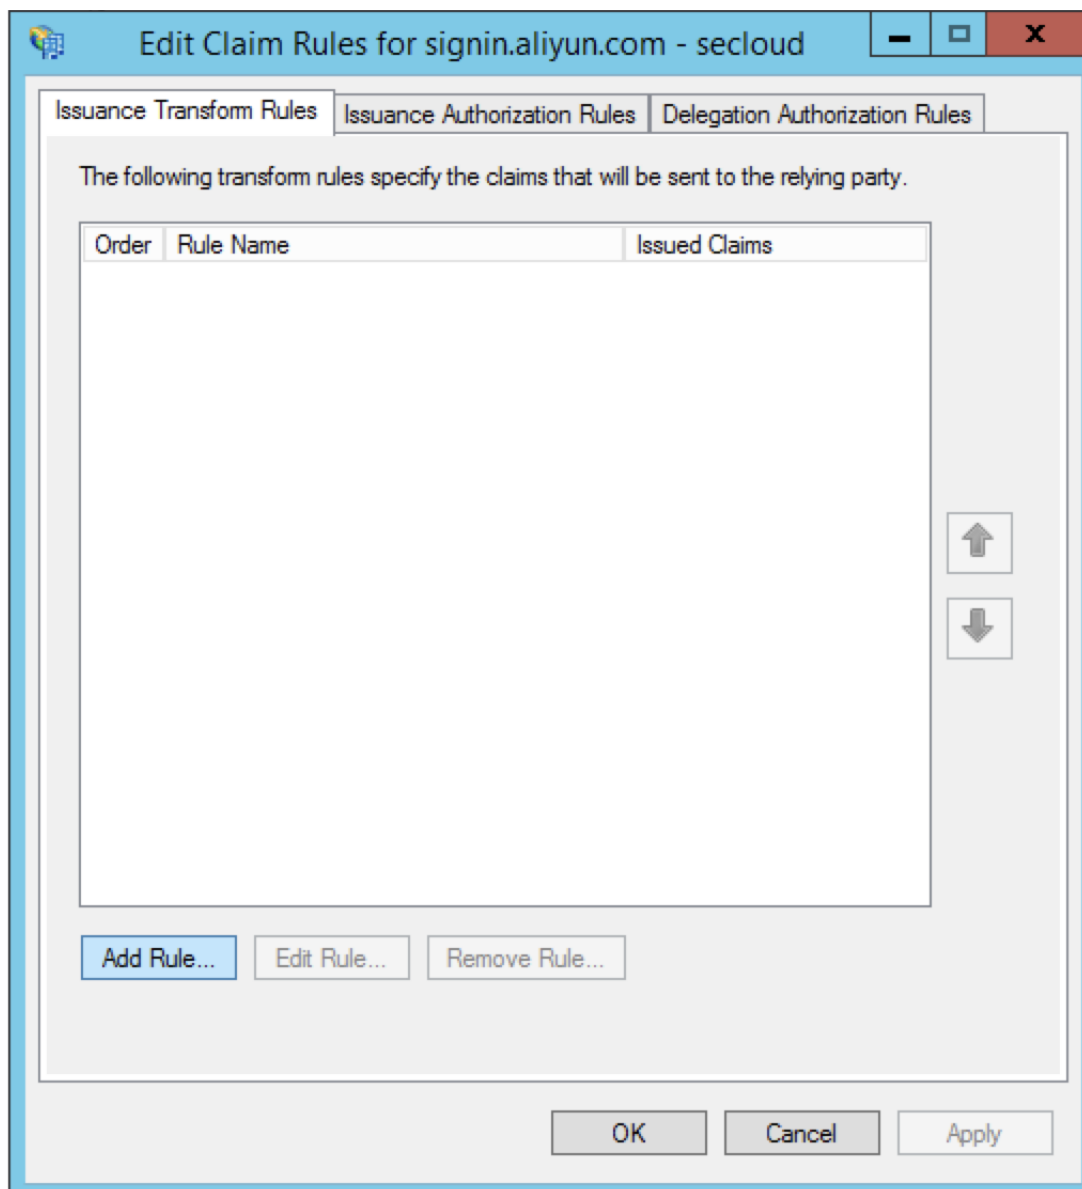 Edit Claim Rules for signin.aliyun.com - secloud
x
Issuance Transform Rules Issuance Authorization Rules Delegation Authorization Rules
The following transform rules specify the claims that will be sent to the relying party.
Order Rule Name Issued Claims
Add Rule... Edit Rule... Remove Rule...
OK Cancel Apply